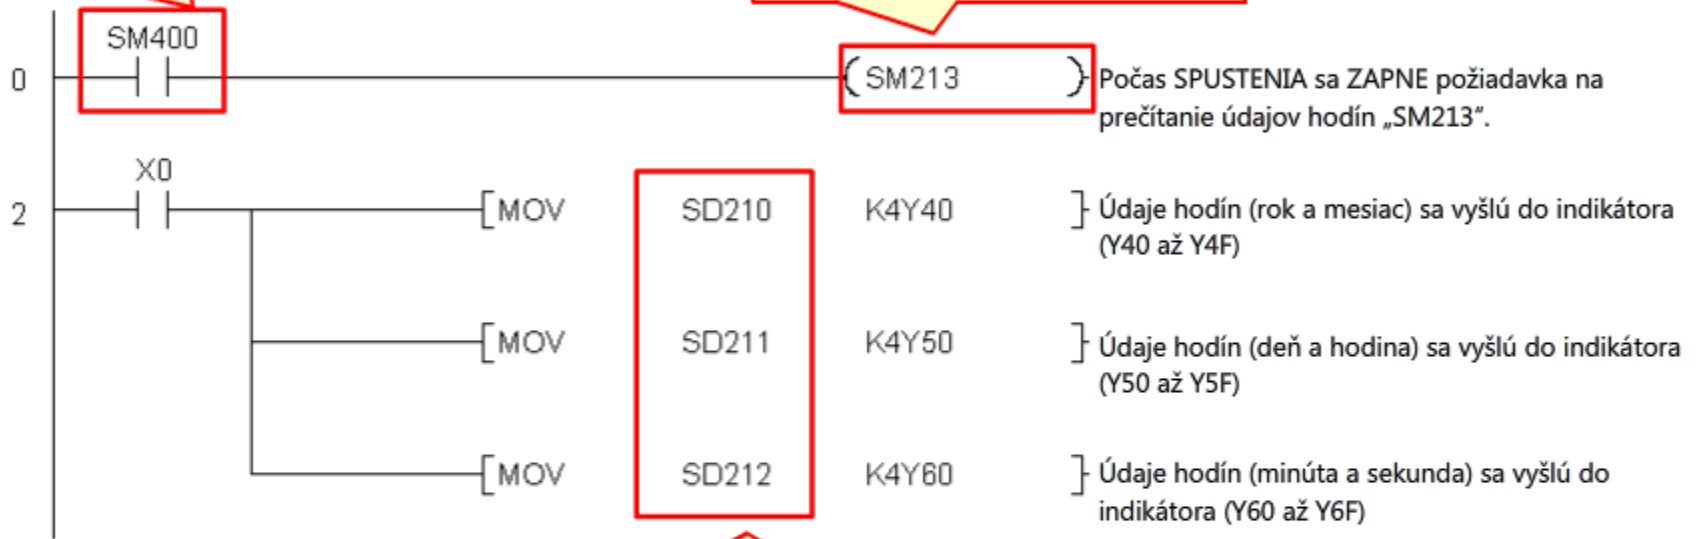 SM400
0 SM213 Počas SPUSTENIA sa ZAPNE požiadavka na
prečítanie údajov hodín „SM213“.
X0
2 MOV SD210 K4Y40 Údaje hodín (rok a mesiac) sa vyšlú do indikátora
(Y40 až Y4F)
MOV SD211 K4Y50 Údaje hodín (deň a hodina) sa vyšlú do indikátora
(Y50 až Y5F)
MOV SD212 K4Y60 Údaje hodín (minúta a sekunda) sa vyšlú do
indikátora (Y60 až Y6F)